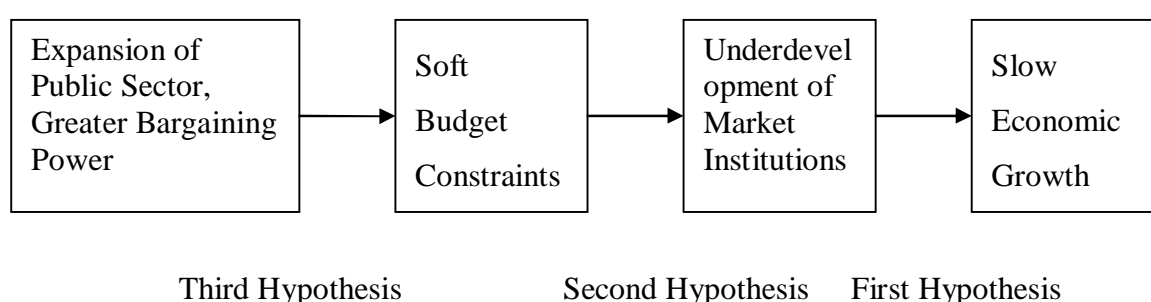 Expansion of
Public Sector,
Greater Bargaining
Power
Soft
Budget
Constraints
Underdevel
opment of
Market
Institutions
Slow
Economic
Growth
Third Hypothesis
Second Hypothesis
First Hypothesis